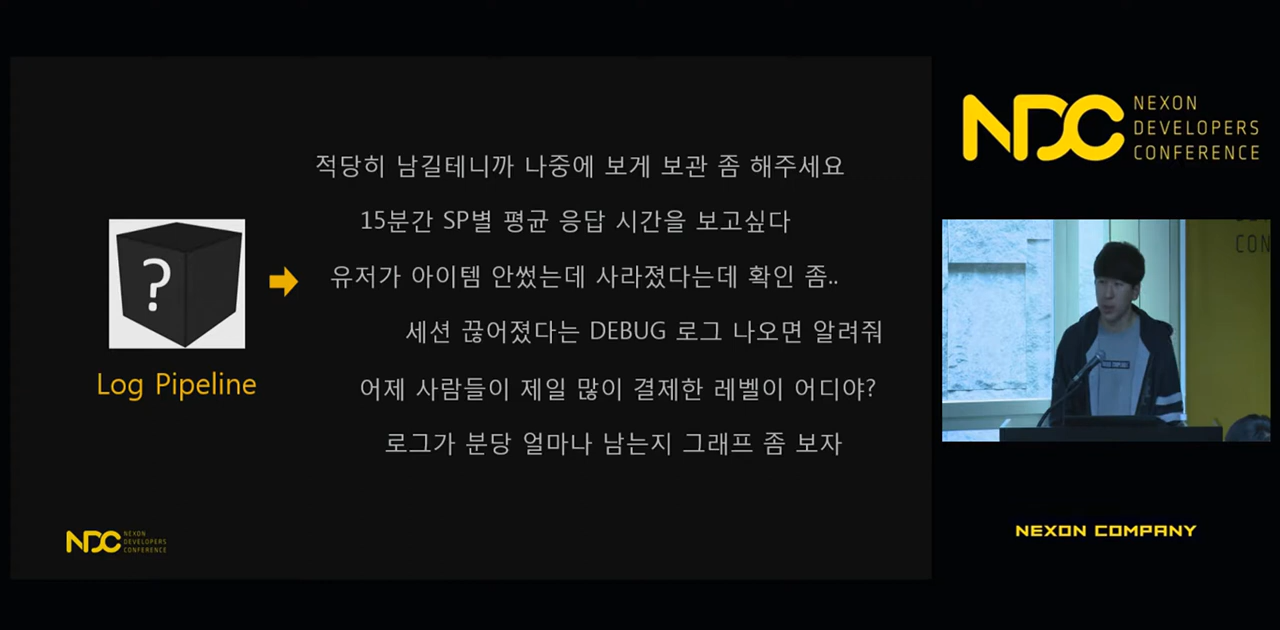 적당히 남길테니까 나중에 보게 보관 좀 해주세요
15분간 SP별 평균 응답 시간을 보고싶다
?
유저가 아이템 안썼는데 사라졌다는데 확인 좀..
세션 끊어졌다는 DEBUG 로그 나오면 알려줘
Log Pipeline
어제 사람들이 제일 많이 결제한 레벨이 어디야?
로그가 분당 얼마나 남는지 그래프 좀 보자
NDC NEXON
DEVELOPERS
CONFERENCE
NDC NEXON
DEVELOPERS
CONFERENCE
CON
NEXON COMPANY